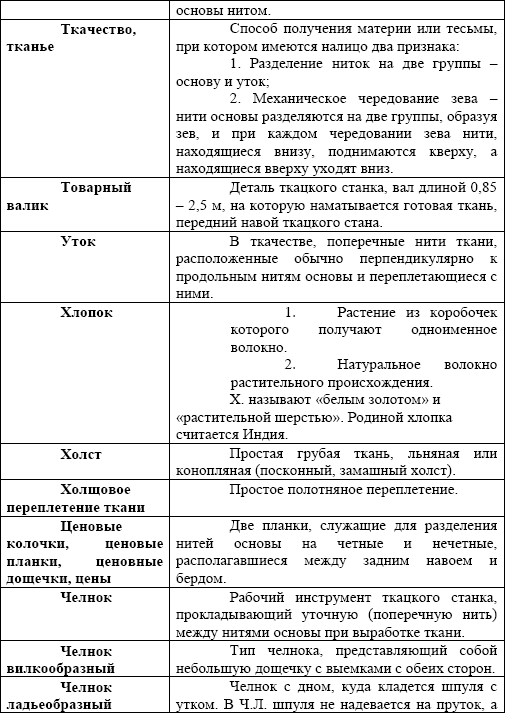 основы нитом.
Ткачество,
тканье
Способ получения материи или тесьмы,
при котором имеются налицо два признака:
1. Разделение ниток на две группы –
основу и уток;
2. Механическое чередование зева –
нити основы разделяются на две группы, образуя
зев, и при каждом чередовании зева нити,
находящиеся внизу, поднимаются кверху, а
находящиеся вверху уходят вниз.
Товарный
валик
Деталь ткацкого станка, вал длиной 0,85
– 2,5 м, на которую наматывается готовая ткань,
передний навой ткацкого стана.
Уток
В ткачестве, поперечные нити ткани,
расположенные обычно перпендикулярно к
продольным нитям основы и переплетающиеся с
ними.
Хлопок
1. Растение из коробочек
которого получают одноименное
волокно.
2. Натуральное волокно
растительного происхождения.
Х. называют «белым золотом» и
«растительной шерстью». Родиной хлопка
считается Индия.
Холст
Простая грубая ткань, льняная или
конопляная (посконный, замашный холст).
Холщовое
переплетение ткани
Простое полотняное переплетение.
Ценовые
колочки, ценовые
планки, ценовные
дощечки, цены
Две планки, служащие для разделения
нитей основы на четные и нечетные,
располагавшиеся между задним навоем и
бердом.
Челнок
Рабочий инструмент ткацкого станка,
прокладывающий уточную (поперечную нить)
между нитями основы при выработке ткани.
Челнок
вилкообразный
Тип челнока, представляющий собой
небольшую дощечку с выемками с обеих сторон.
Челнок
ладьеобразный
Челнок с дном, куда кладется шпуля с
утком. В Ч.Л. шпуля не надевается на пруток, а